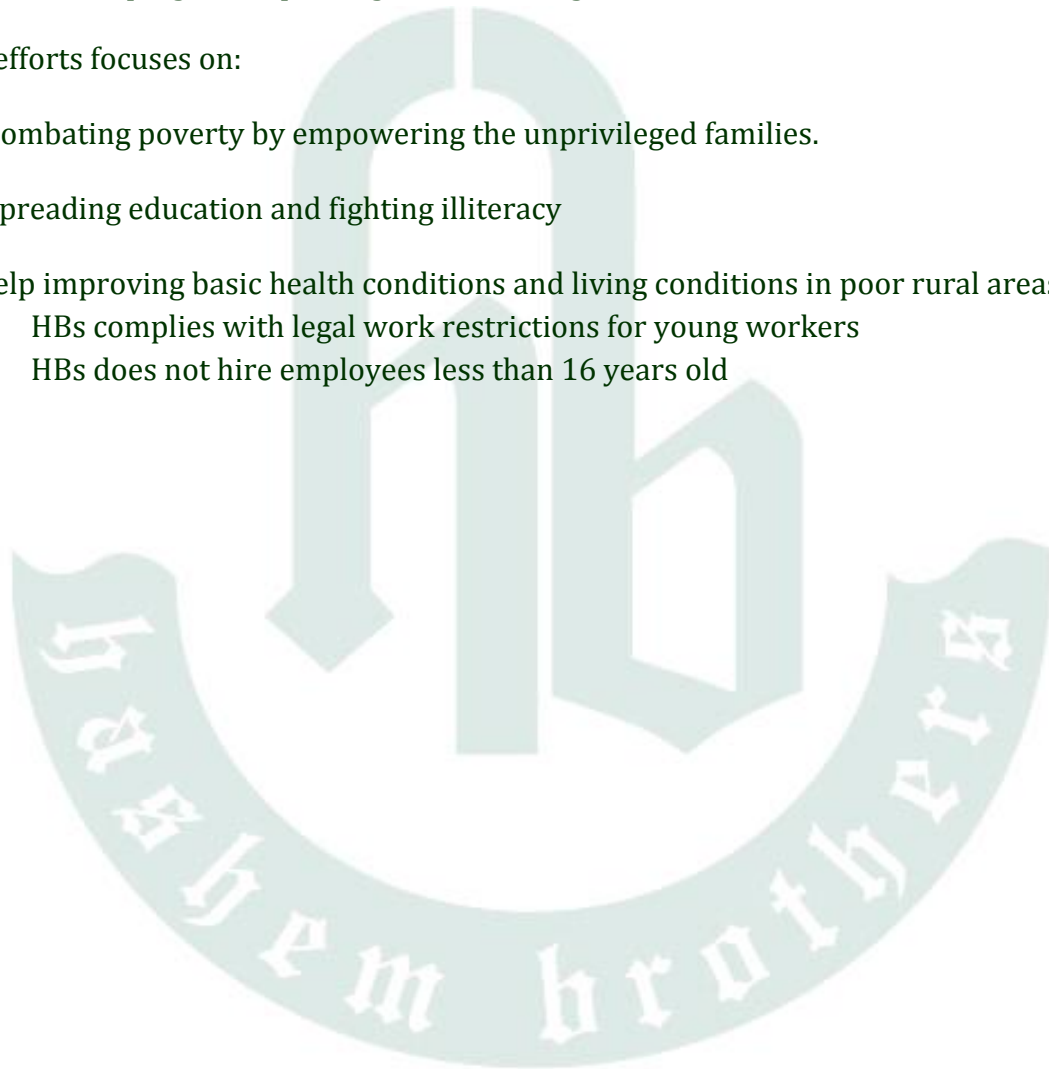 efforts focuses on:
ombating poverty by empowering the unprivileged families.
preading education and fighting illiteracy
elp improving basic health conditions and living conditions in poor rural areas
HBs complies with legal work restrictions for young workers
HBs does not hire employees less than 16 years old
hb
hashem brothers